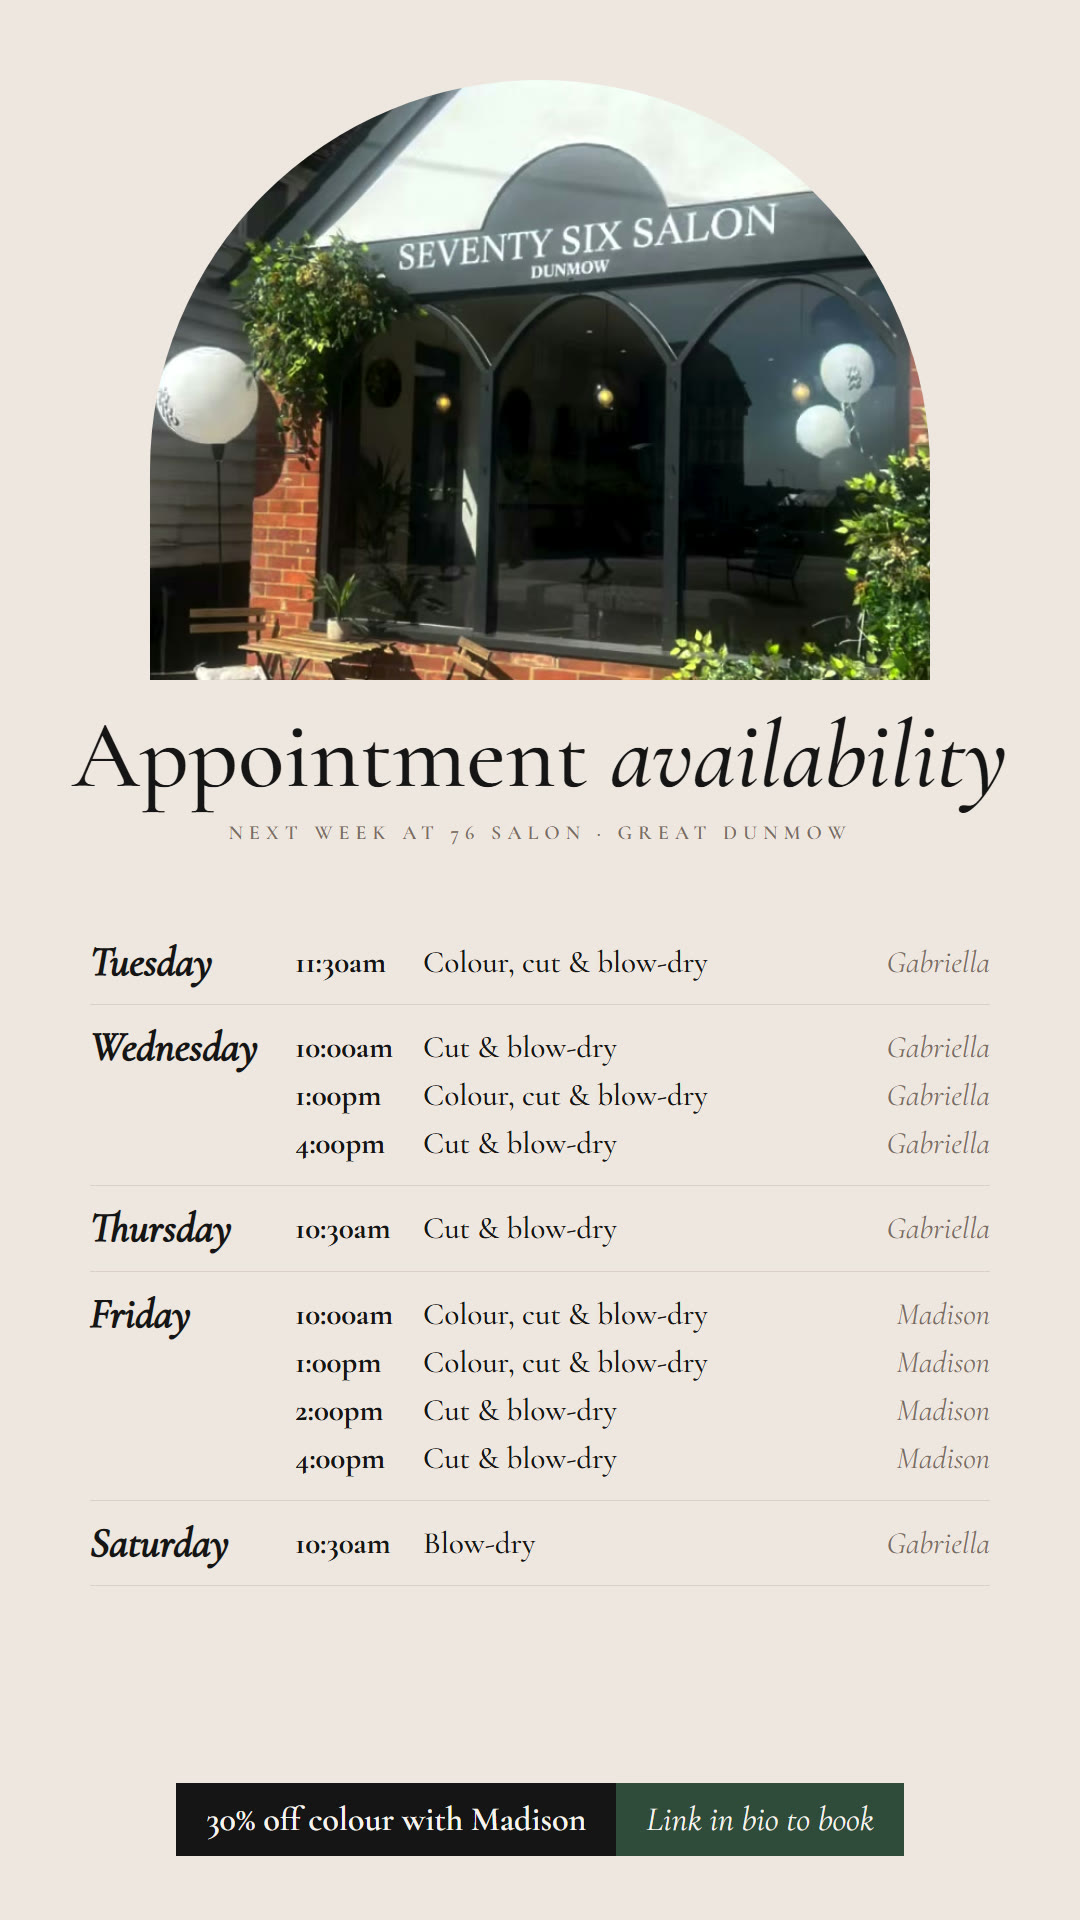 SEVENTY SIX SALON
DUNMOW
Appointment availability
NEXT WEEK AT 76 SALON · GREAT DUNMOW
Tuesday 11:30am Colour, cut & blow-dry Gabriella
Wednesday 10:00am Cut & blow-dry Gabriella
1:00pm Colour, cut & blow-dry Gabriella
4:00pm Cut & blow-dry Gabriella
Thursday 10:30am Cut & blow-dry Gabriella
Friday 10:00am Colour, cut & blow-dry Madison
1:00pm Colour, cut & blow-dry Madison
2:00pm Cut & blow-dry Madison
4:00pm Cut & blow-dry Madison
Saturday 10:30am Blow-dry Gabriella
30% off colour with Madison Link in bio to book